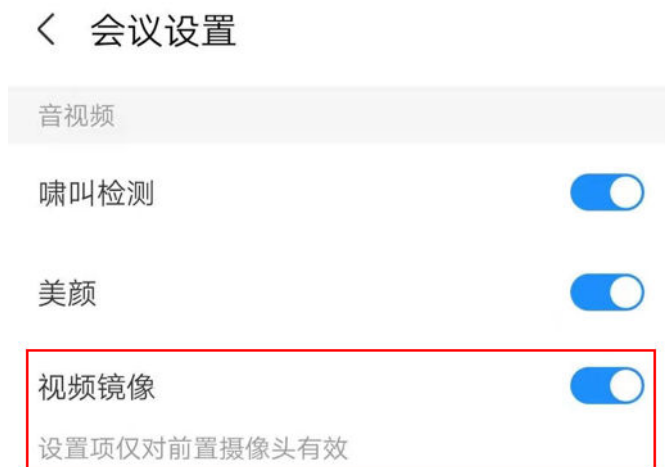 会议设置
音视频
啸叫检测
美颜
视频镜像
设置项仅对前置摄像头有效